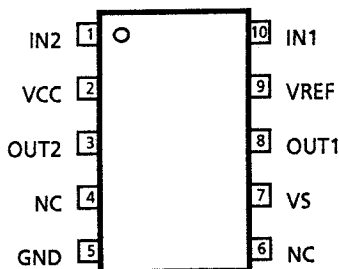 IN2 1 10 IN1
VCC 2 9 VREF
OUT2 3 8 OUT1
NC 4 7 VS
GND 5 6 NC